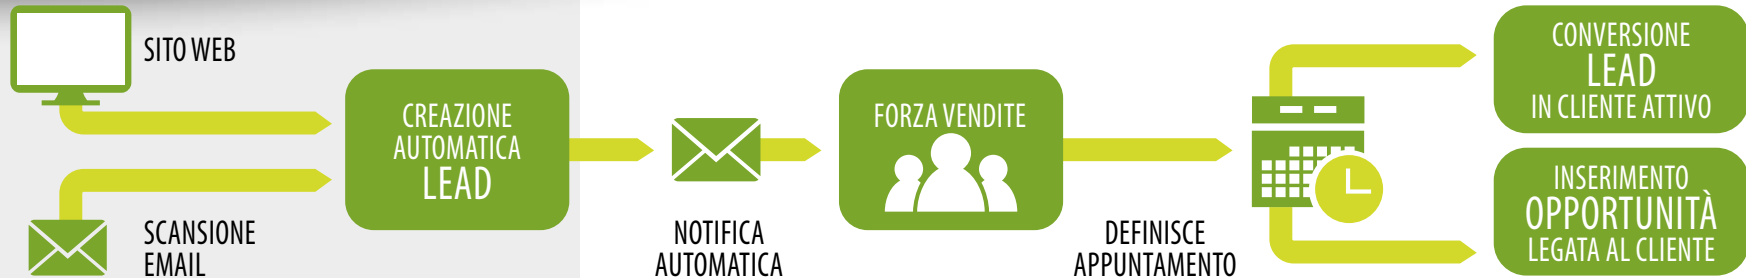 SITO WEB
SCANSIONE
EMAIL
CREAZIONE
AUTOMATICA
LEAD
NOTIFICA
AUTOMATICA
FORZA VENDITE
DEFINISCE
APPUNTAMENTO
CONVERSIONE
LEAD
IN CLIENTE ATTIVO
INSERIMENTO
OPPORTUNITÀ
LEGATA AL CLIENTE